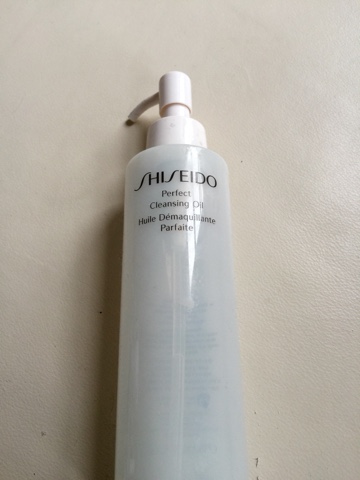 SHISEIDO
Perfect
Cleansing Oil
Huile Démaquillante
Parfaite